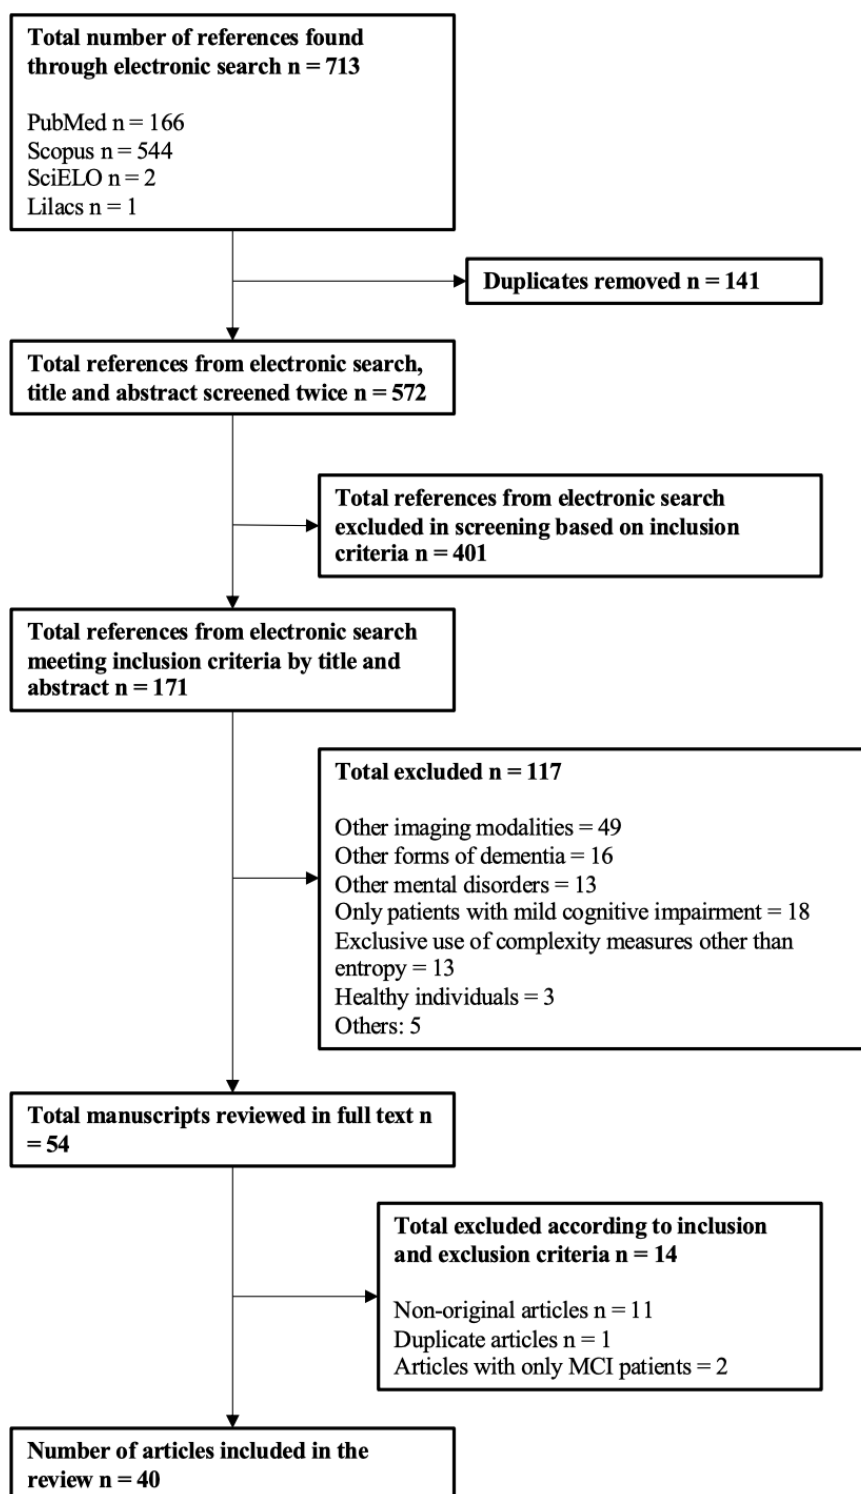 Total number of references found
through electronic search n = 713
PubMed n = 166
Scopus n = 544
SciELO n = 2
Lilacs n = 1
Duplicates removed n = 141
Total references from electronic search,
title and abstract screened twice n = 572
Total references from electronic search
excluded in screening based on inclusion
criteria n = 401
Total references from electronic search
meeting inclusion criteria by title and
abstract n = 171
Total excluded n = 117
Other imaging modalities = 49
Other forms of dementia = 16
Other mental disorders = 13
Only patients with mild cognitive impairment = 18
Exclusive use of complexity measures other than
entropy = 13
Healthy individuals = 3
Others: 5
Total manuscripts reviewed in full text n
= 54
Total excluded according to inclusion
and exclusion criteria n = 14
Non-original articles n = 11
Duplicate articles n = 1
Articles with only MCI patients = 2
Number of articles included in the
review n = 40